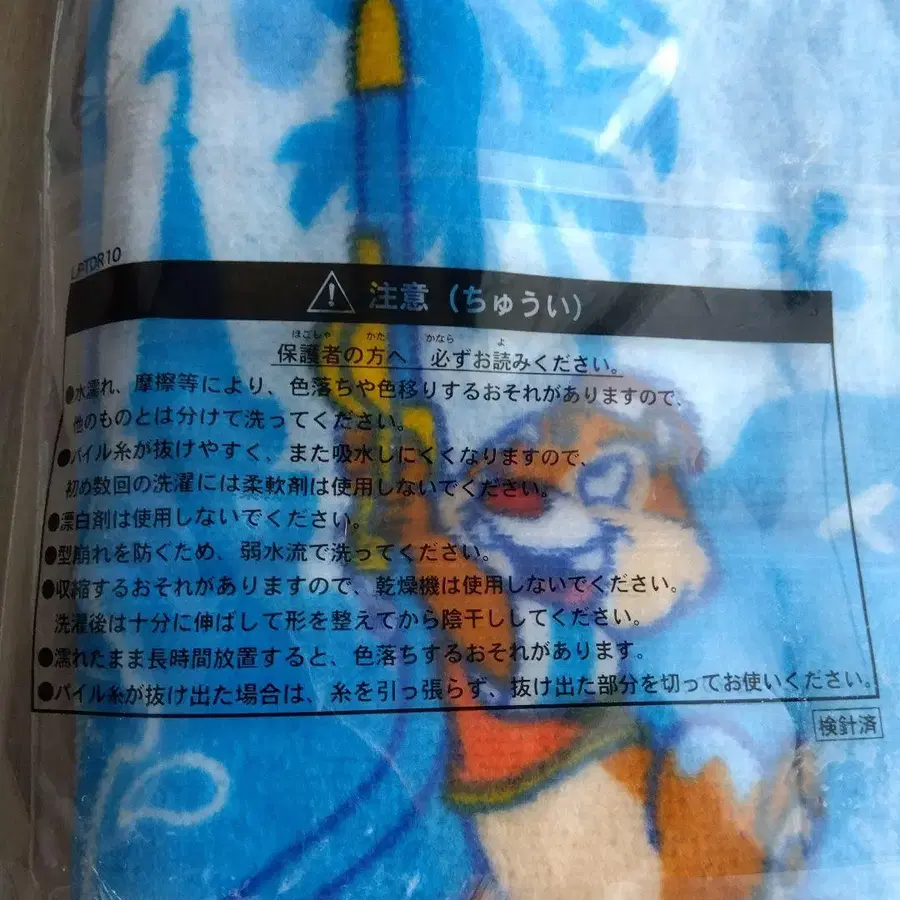 LP-TDR10
注意（ちゅうい）
ほごしゃ かた かなら よ
保護者の方へ 必ずお読みください。
●水濡れ、摩擦等により、色落ちや色移りするおそれがありますので、
他のものとは分けて洗ってください。
●パイル糸が抜けやすく、また吸水しにくくなりますので、
初め数回の洗濯には柔軟剤は使用しないでください。
●漂白剤は使用しないでください。
●型崩れを防ぐため、弱水流で洗ってください。
●収縮するおそれがありますので、乾燥機は使用しないでください。
洗濯後は十分に伸ばして形を整えてから陰干ししてください。
●濡れたまま長時間放置すると、色落ちするおそれがあります。
●パイル糸が抜け出た場合は、糸を引っ張らず、抜け出た部分を切ってお使いください。
検針済